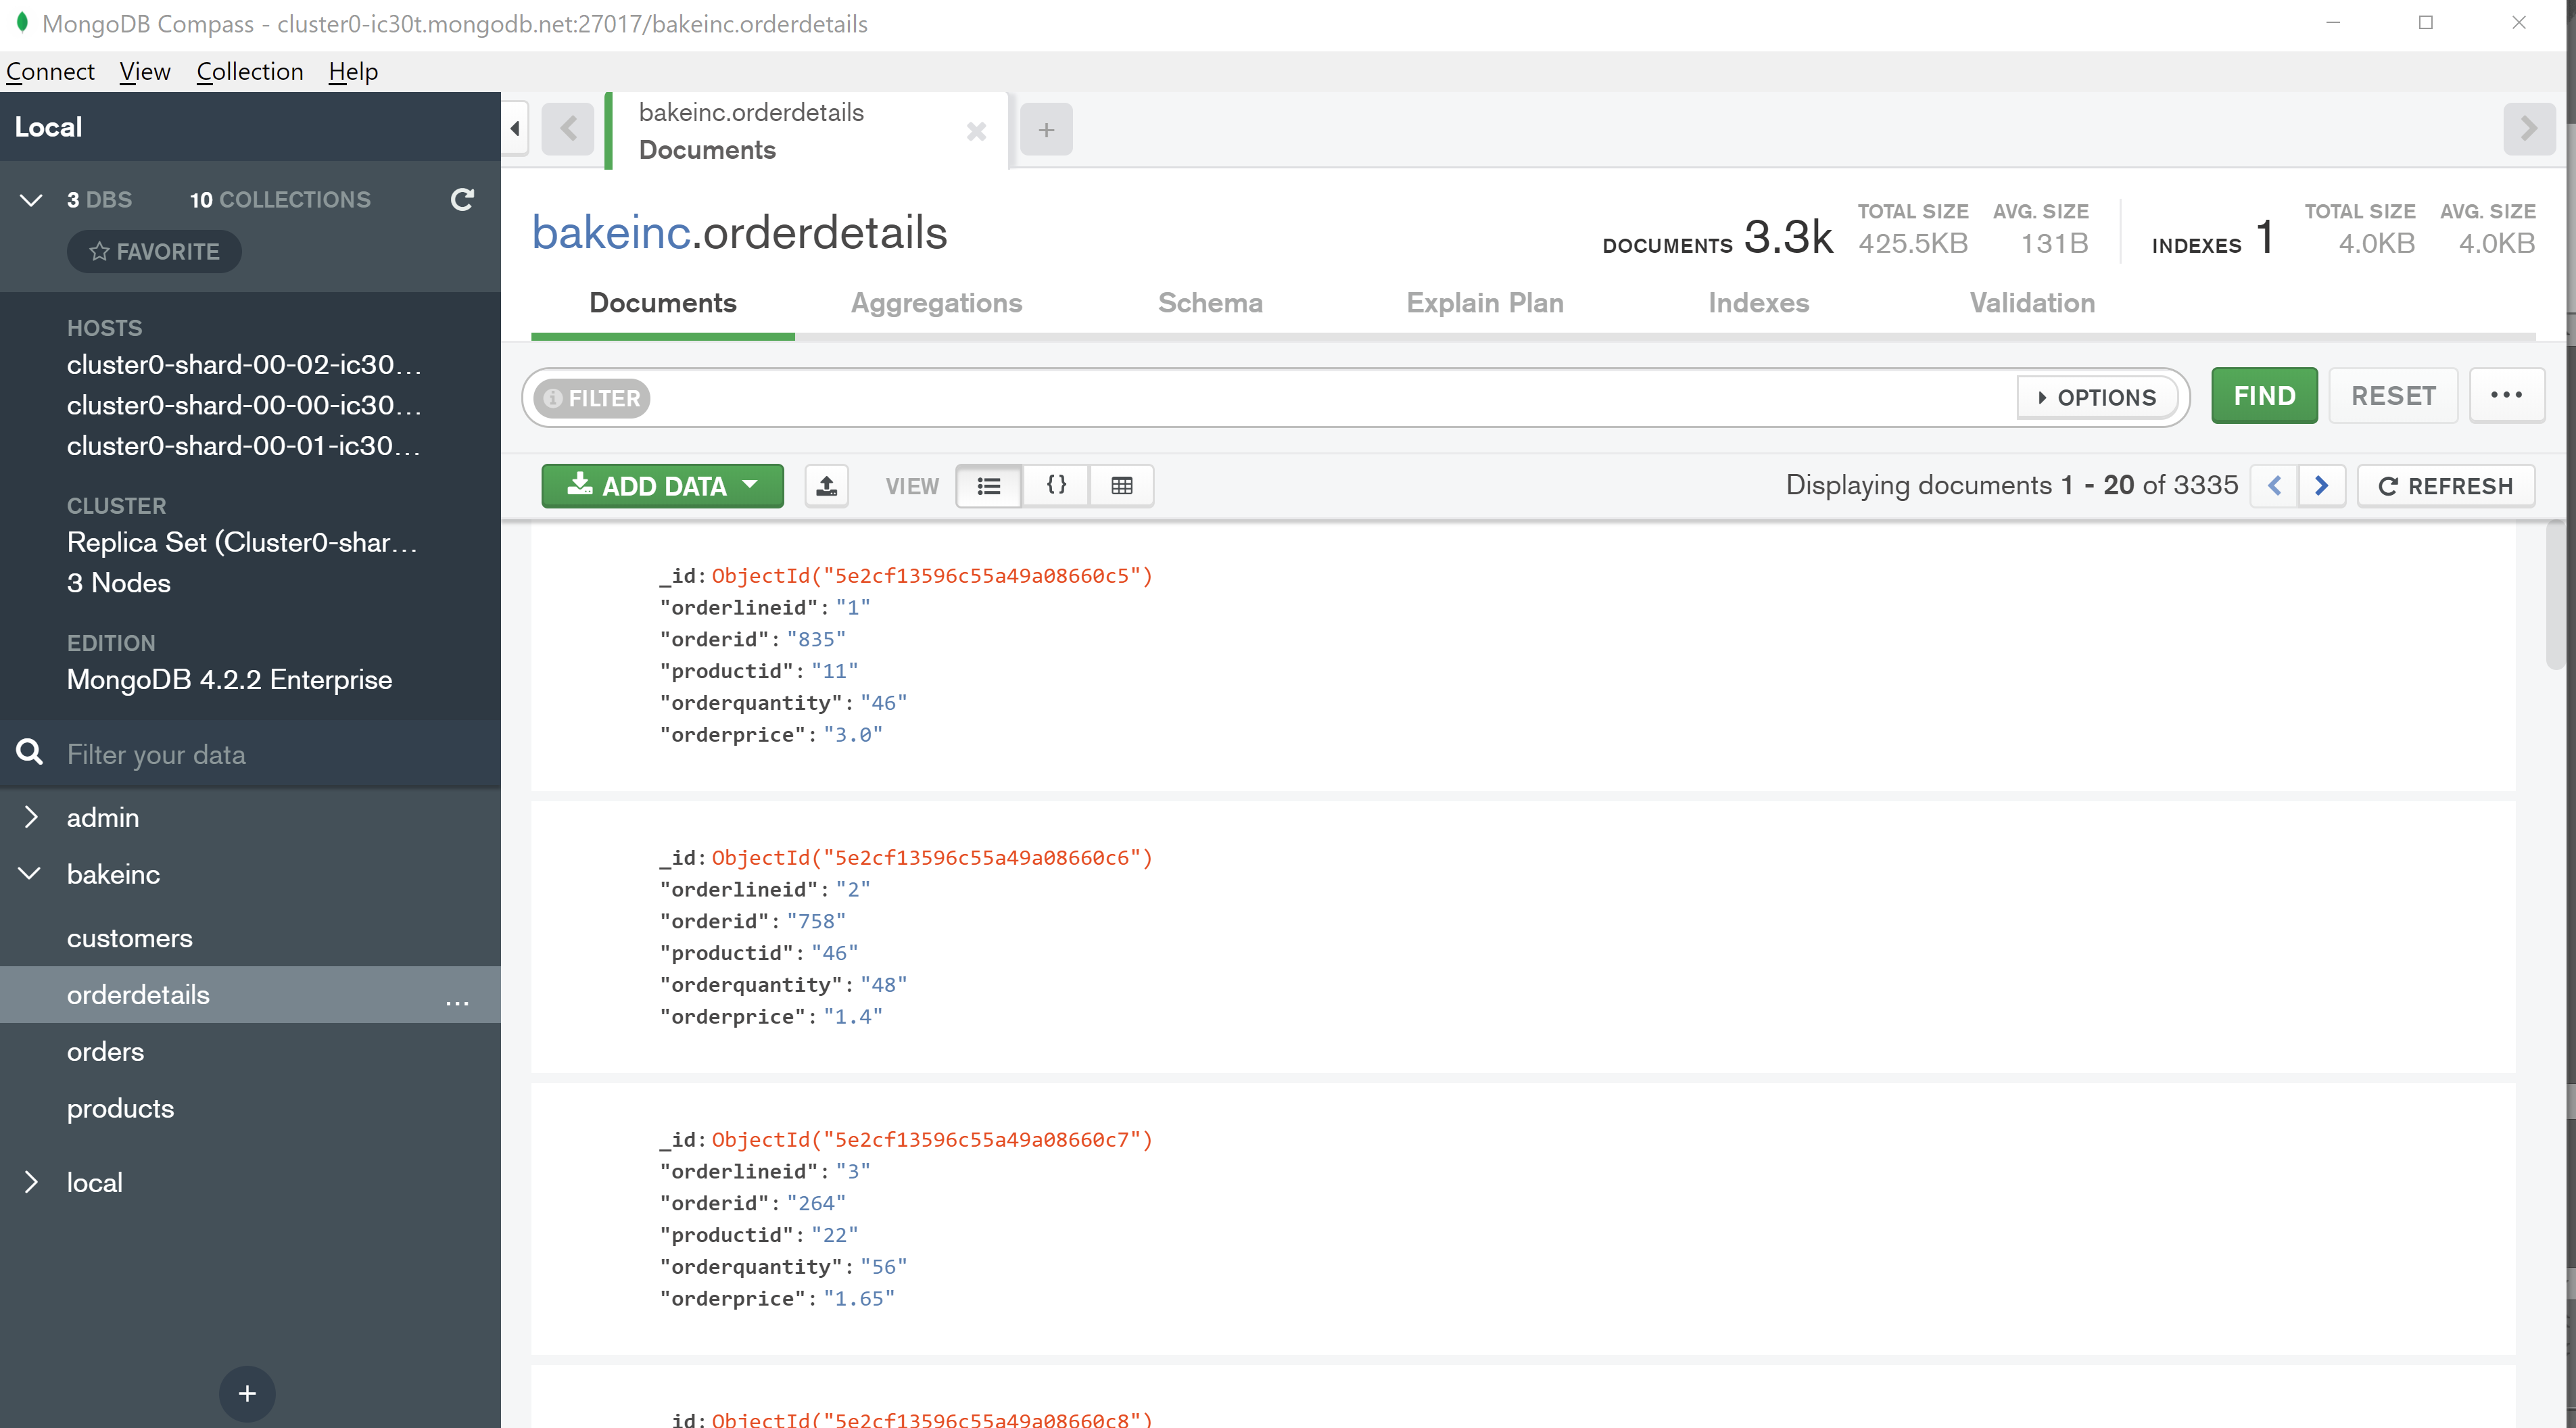 MongoDB Compass - cluster0-ic30t.mongodb.net:27017/bakeinc.orderdetails
Connect View Collection Help
Local
3 DBS 10 COLLECTIONS
FAVORITE
HOSTS
cluster0-shard-00-02-ic30...
cluster0-shard-00-00-ic30...
cluster0-shard-00-01-ic30...
CLUSTER
Replica Set (Cluster0-shar...
3 Nodes
EDITION
MongoDB 4.2.2 Enterprise
Filter your data
admin
bakeinc
customers
orderdetails ...
orders
products
local
+
bakeinc.orderdetails
Documents
+
bakeinc.orderdetails
DOCUMENTS 3.3k TOTAL SIZE 425.5KB AVG. SIZE 131B
INDEXES 1 TOTAL SIZE 4.0KB AVG. SIZE 4.0KB
Documents Aggregations Schema Explain Plan Indexes Validation
FILTER OPTIONS FIND RESET ...
ADD DATA VIEW {} Displaying documents 1 - 20 of 3335 < > REFRESH
_id: ObjectId("5e2cf13596c55a49a08660c5")
"orderlineid": "1"
"orderid": "835"
"productid": "11"
"orderquantity": "46"
"orderprice": "3.0"
_id: ObjectId("5e2cf13596c55a49a08660c6")
"orderlineid": "2"
"orderid": "758"
"productid": "46"
"orderquantity": "48"
"orderprice": "1.4"
_id: ObjectId("5e2cf13596c55a49a08660c7")
"orderlineid": "3"
"orderid": "264"
"productid": "22"
"orderquantity": "56"
"orderprice": "1.65"
_id: ObjectId("5e2cf13596c55a49a08660c8")